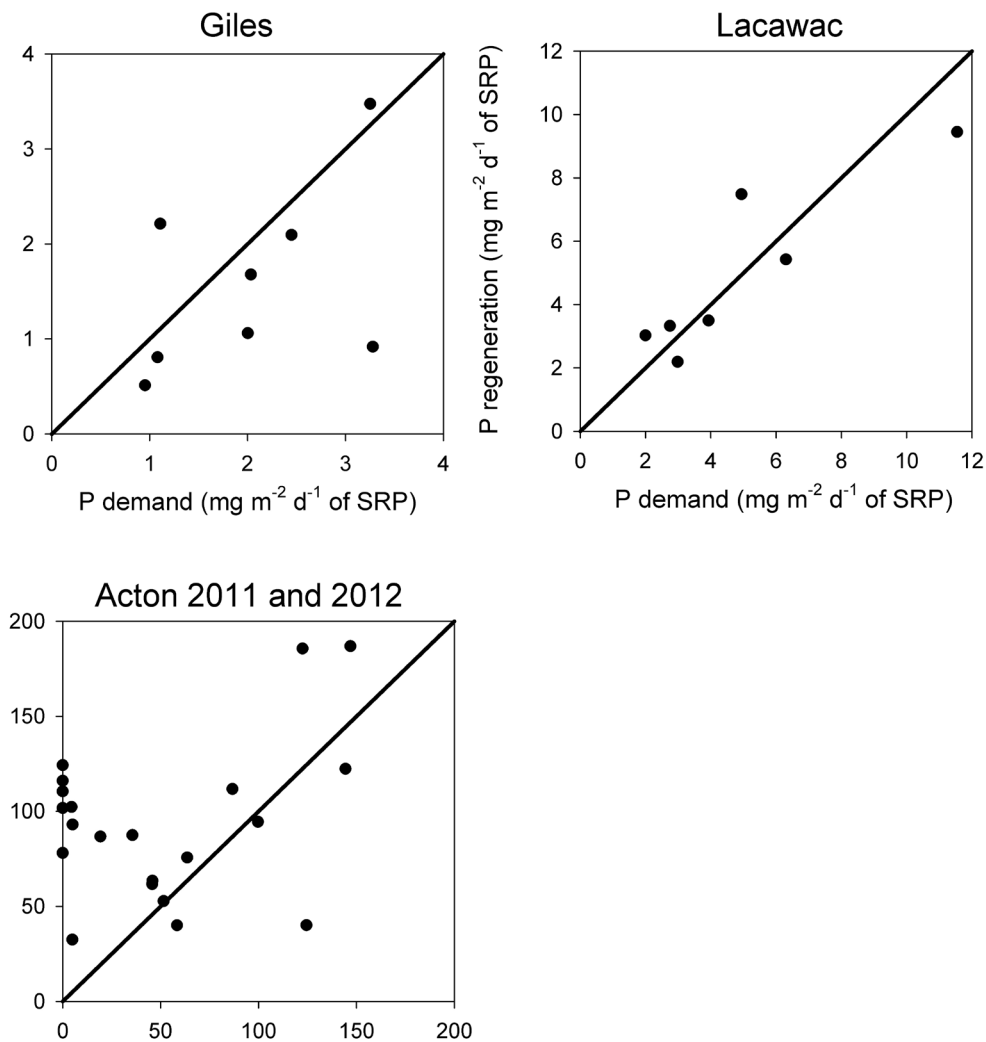 Giles
4
3
2
1
0
0 1 2 3 4
P demand (mg m⁻² d⁻¹ of SRP)
Lacawac
P regeneration (mg m⁻² d⁻¹ of SRP)
12
10
8
6
4
2
0
0 2 4 6 8 10 12
P demand (mg m⁻² d⁻¹ of SRP)
Acton 2011 and 2012
200
150
100
50
0
0 50 100 150 200